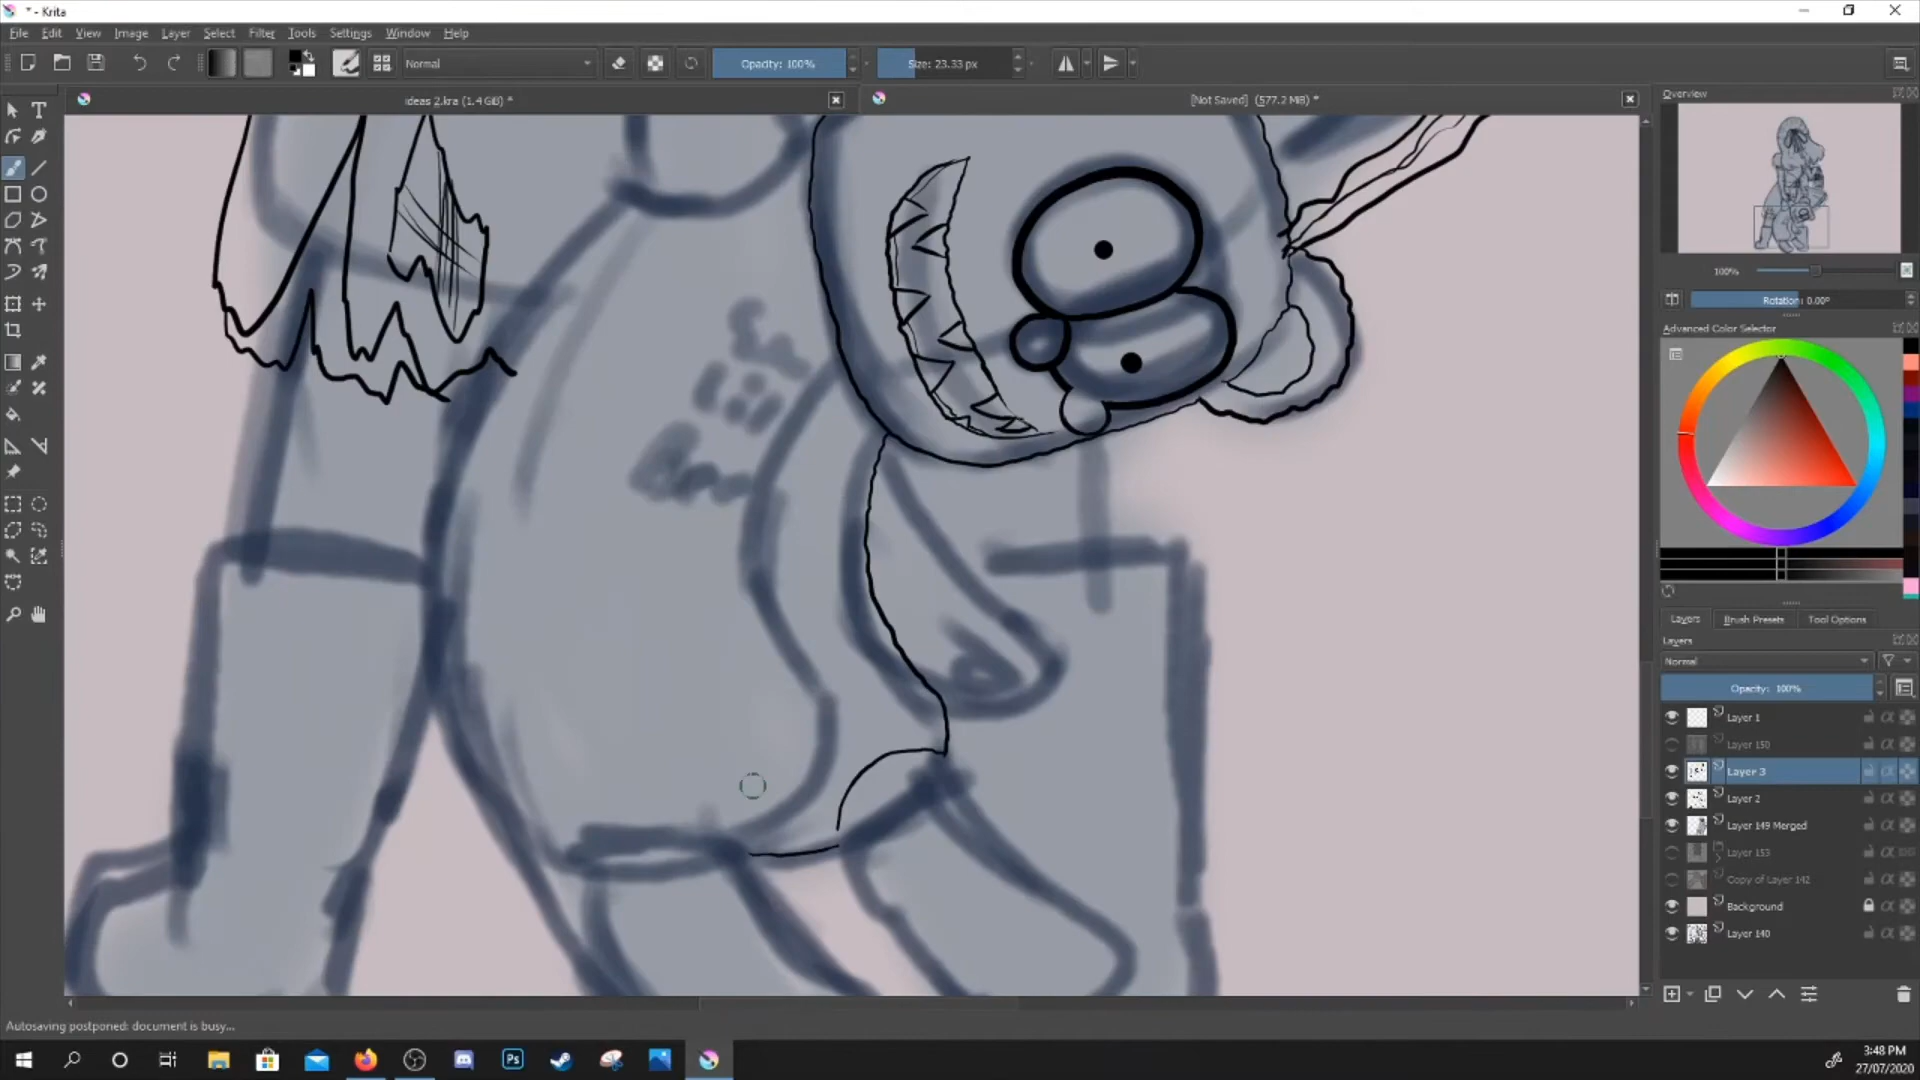 * - Krita
File Edit View Image Layer Select Filter Tools Settings Window Help
Normal Opacity: 100% Size: 23.33 px
ideas 2.kra (1.4 GiB) * [Not Saved] (577.2 MiB) *
Overview
100%
Rotation: 0.00°
Advanced Color Selector
Layers Brush Presets Tool Options
Layers
Normal
Opacity: 100%
Layer 1
Layer 150
Layer 3
Layer 2
Layer 149 Merged
Layer 153
Copy of Layer 142
Background
Layer 140
Autosaving postponed: document is busy...
Ps
3:48 PM
27/07/2020